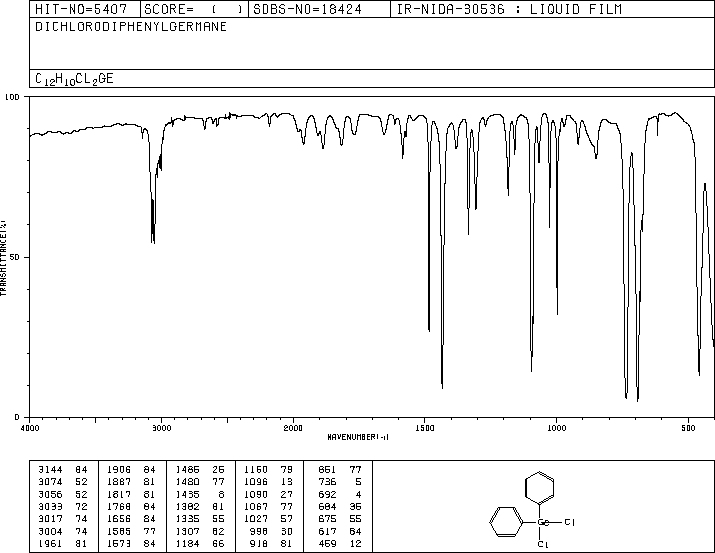 HIT-NO=5407 SCORE= ( ) SDBS-NO=18424 IR-NIDA-30536 : LIQUID FILM
DICHLORODIPHENYLGERMANE
C12H10CL2GE
100
50
0
TRANSMITTANCE(%)
4000 3000 2000 1500 1000 500
WAVENUMBER(-1)
3144 84 1906 84 1486 26 1160 79 851 77
3074 52 1887 81 1480 77 1096 13 736 5
3056 52 1817 81 1435 8 1090 27 692 4
3033 72 1768 84 1382 81 1067 77 684 35
3017 74 1656 84 1335 55 1027 57 675 55
3004 74 1585 77 1307 62 998 30 617 84
1961 81 1573 84 1184 66 918 81 459 12
Ge Cl
Cl